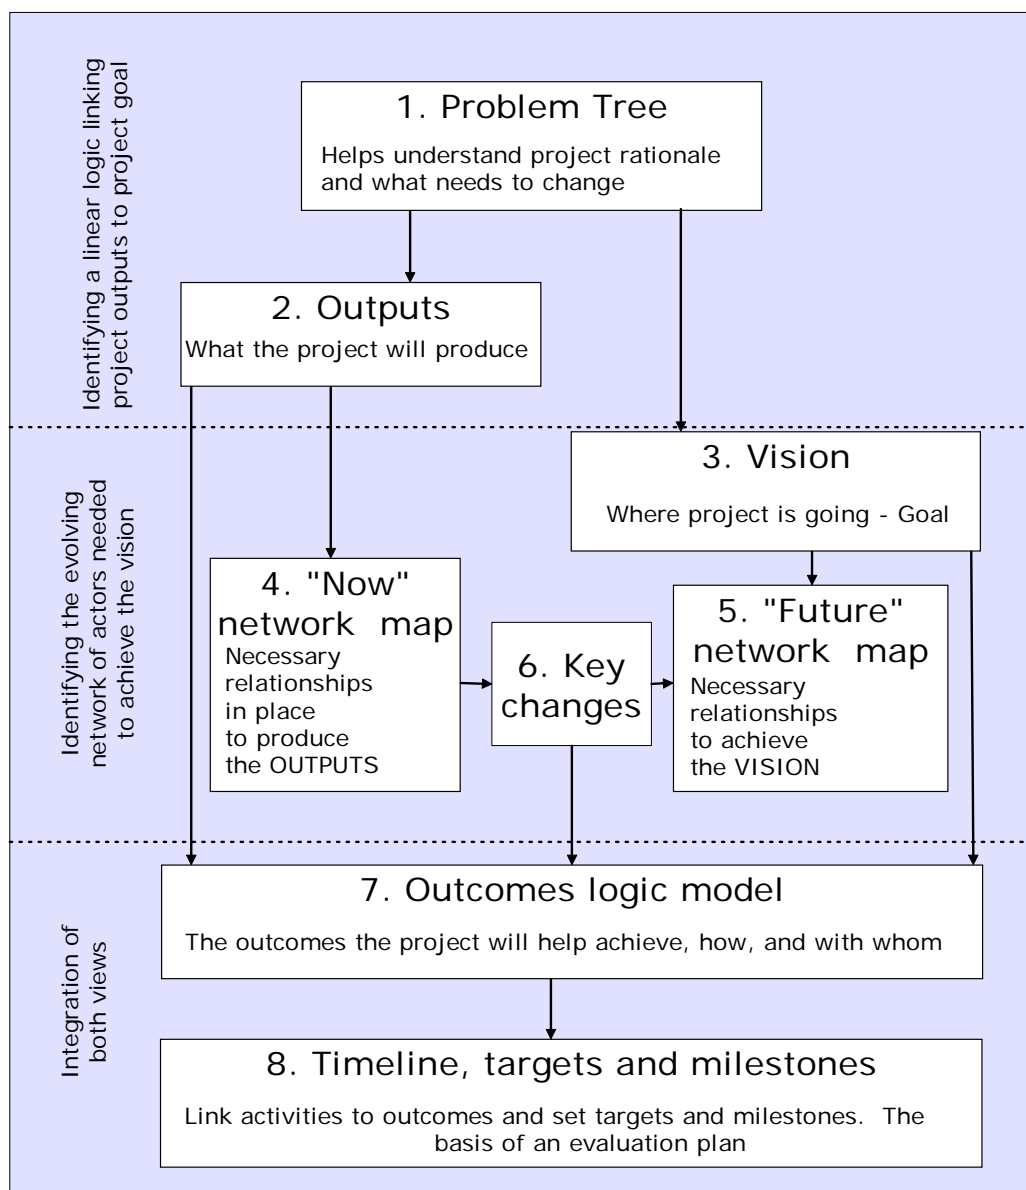 Identifying a linear logic linking
project outputs to project goal
1. Problem Tree
Helps understand project rationale
and what needs to change
2. Outputs
What the project will produce
Identifying the evolving
network of actors needed
to achieve the vision
3. Vision
Where project is going - Goal
4. "Now"
network map
Necessary
relationships
in place
to produce
the OUTPUTS
6. Key
changes
5. "Future"
network map
Necessary
relationships
to achieve
the VISION
Integration of
both views
7. Outcomes logic model
The outcomes the project will help achieve, how, and with whom
8. Timeline, targets and milestones
Link activities to outcomes and set targets and milestones. The
basis of an evaluation plan